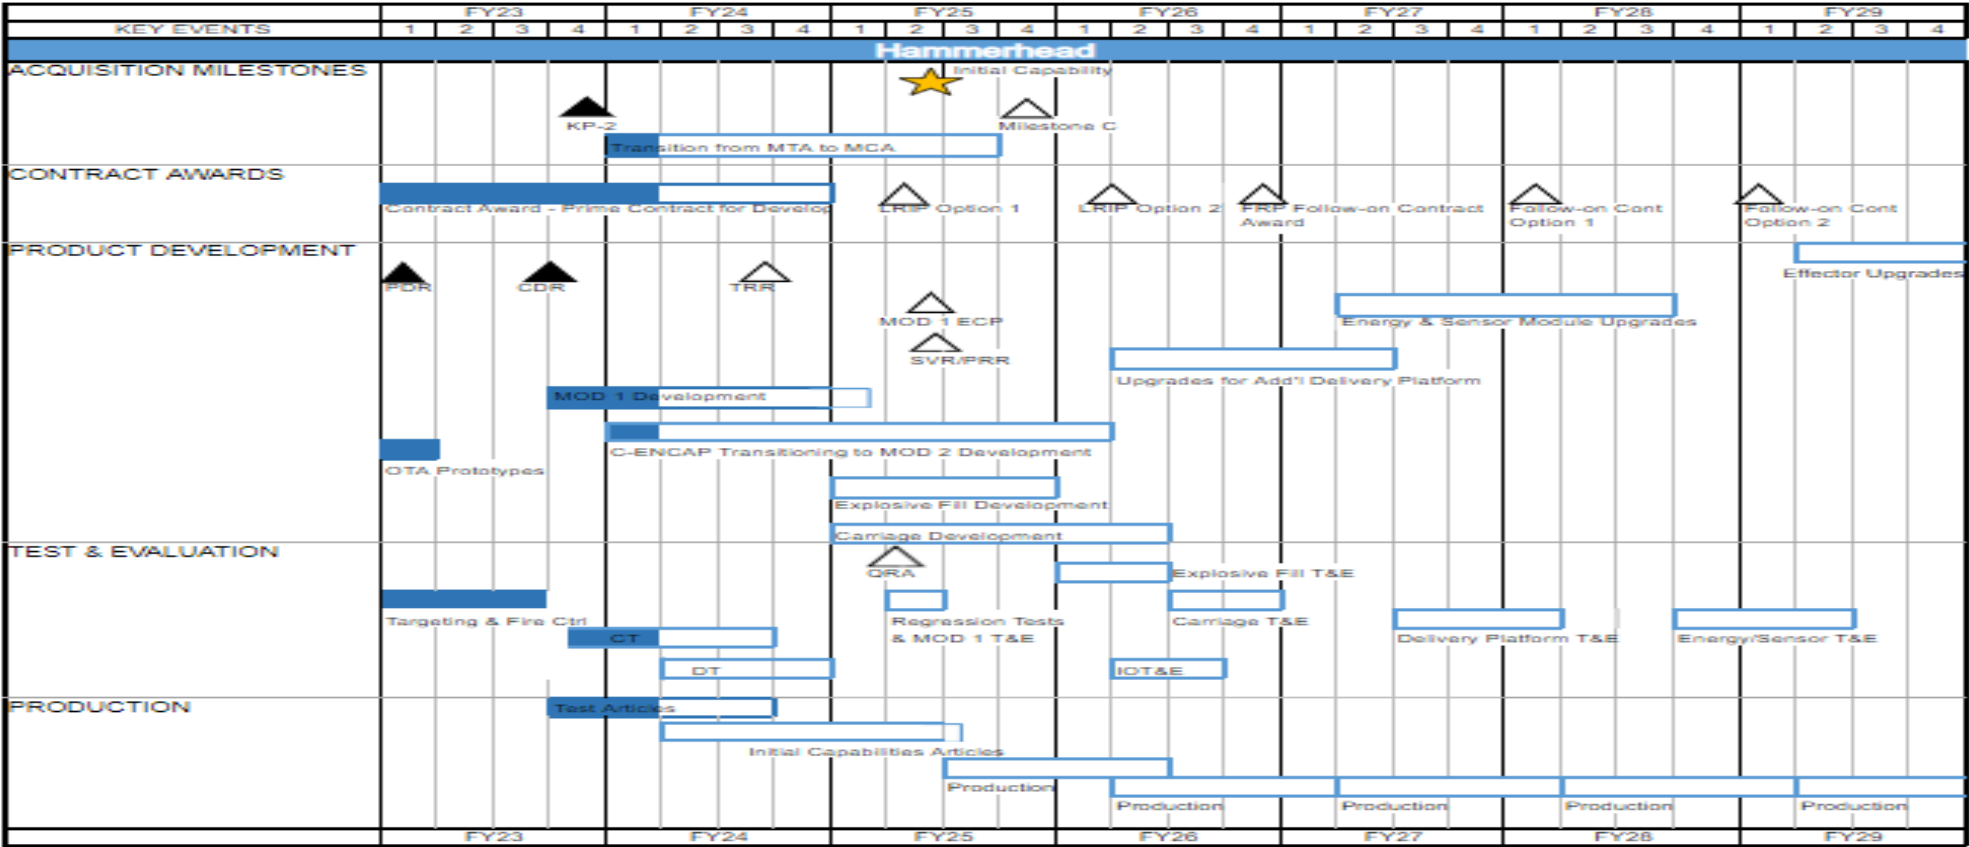 FY23 FY24 FY25 FY26 FY27 FY28 FY29
KEY EVENTS 1 2 3 4 1 2 3 4 1 2 3 4 1 2 3 4 1 2 3 4 1 2 3 4 1 2 3 4
Hammerhead
ACQUISITION MILESTONES
Initial Capability
KP-2
Milestone C
Transition from MTA to MCA
CONTRACT AWARDS
Contract Award - Prime Contract for Develop
LRIP Option 1
LRIP Option 2
FRP Follow-on Contract
Award
Follow-on Cont
Option 1
Follow-on Cont
Option 2
PRODUCT DEVELOPMENT
Effector Upgrades
PDR
CDR
TRR
MOD 1 ECP
Energy & Sensor Module Upgrades
SVR/PRR
Upgrades for Add'l Delivery Platform
MOD 1 Development
C-ENCAP Transitioning to MOD 2 Development
OTA Prototypes
Explosive Fill Development
Carriage Development
TEST & EVALUATION
QRA
Explosive Fill T&E
Targeting & Fire Ctrl
Regression Tests
& MOD 1 T&E
Carriage T&E
Delivery Platform T&E
Energy/Sensor T&E
CT
DT
IOT&E
PRODUCTION
Test Articles
Initial Capabilities Articles
Production
Production
Production
Production
Production
FY23 FY24 FY25 FY26 FY27 FY28 FY29